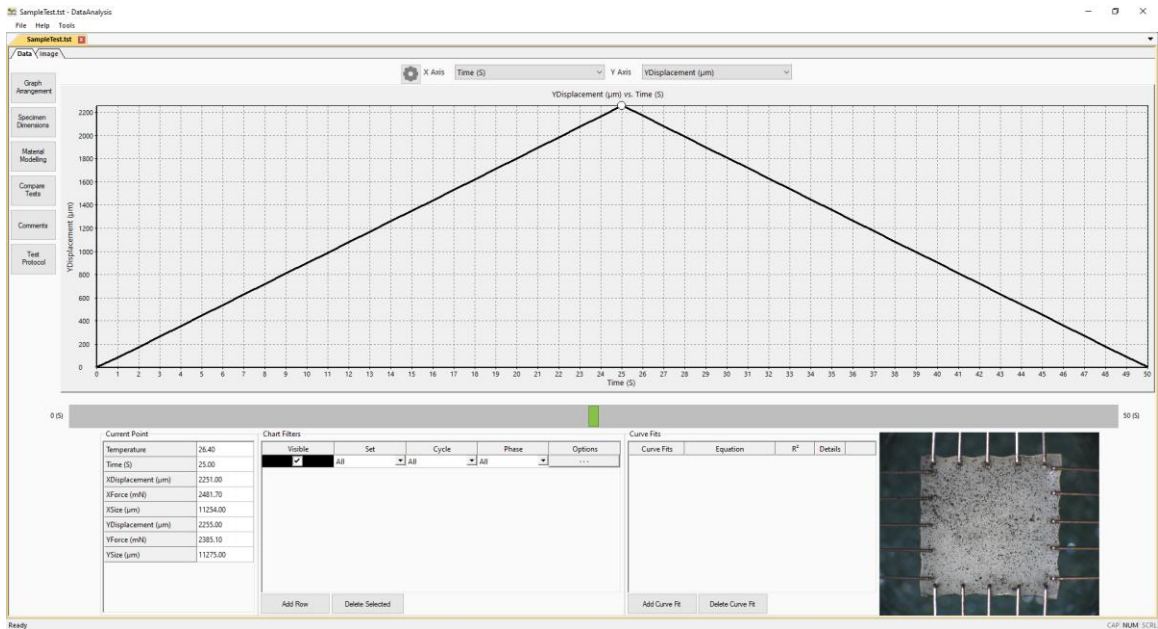 SampleTest.tst - DataAnalysis
File Help Tools
SampleTest.tst
Data Image
X Axis Time (S) Y Axis YDisplacement (µm)
Graph
Arrangement
Specimen
Dimensions
Material
Modelling
Compare
Tests
Comments
Test
Protocol
YDisplacement (µm) vs. Time (S)
YDisplacement (µm)
2200
2000
1800
1600
1400
1200
1000
800
600
400
200
0
0 1 2 3 4 5 6 7 8 9 10 11 12 13 14 15 16 17 18 19 20 21 22 23 24 25 26 27 28 29 30 31 32 33 34 35 36 37 38 39 40 41 42 43 44 45 46 47 48 49 50
Time (S)
0 (S) 50 (S)
Current Point
Temperature 26.40
Time (S) 25.00
XDisplacement (µm) 2251.00
XForce (mN) 2481.70
XSize (µm) 11254.00
YDisplacement (µm) 2255.00
YForce (mN) 2385.10
YSize (µm) 11275.00
Chart Filters
Visible Set Cycle Phase Options
All All All ...
Add Row Delete Selected
Curve Fits
Curve Fits Equation R² Details
Add Curve Fit Delete Curve Fit
Ready CAP NUM SCRL